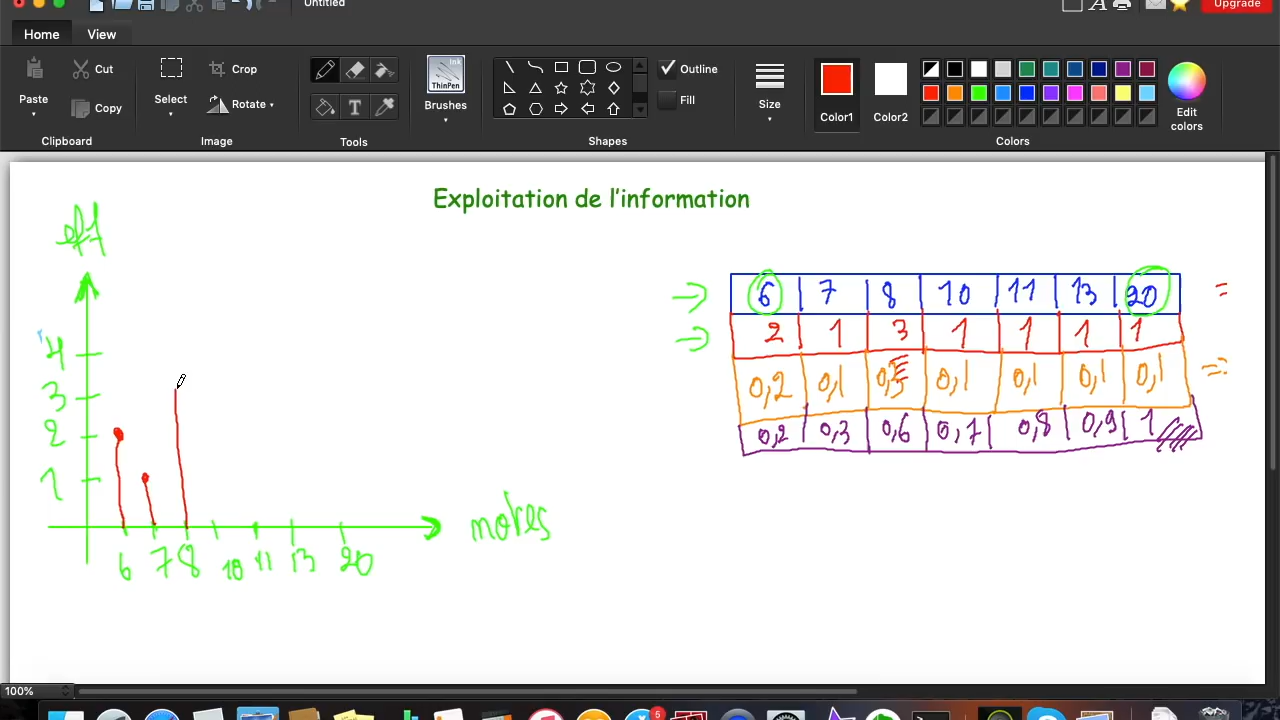 Untitled
Upgrade
Home View
Paste Cut Copy Select Crop Rotate Brushes Outline Fill Size Color1 Color2 Edit colors
ThinPen
Clipboard Image Tools Shapes Colors
Exploitation de l'information
eff
4
3
2
1
6 7 8 10 11 13 20
notes
6 7 8 10 11 13 20 =
2 1 3 1 1 1 1
0,2 0,1 0,3 0,1 0,1 0,1 0,1 =
0,2 0,3 0,6 0,7 0,8 0,9 1
100%
5